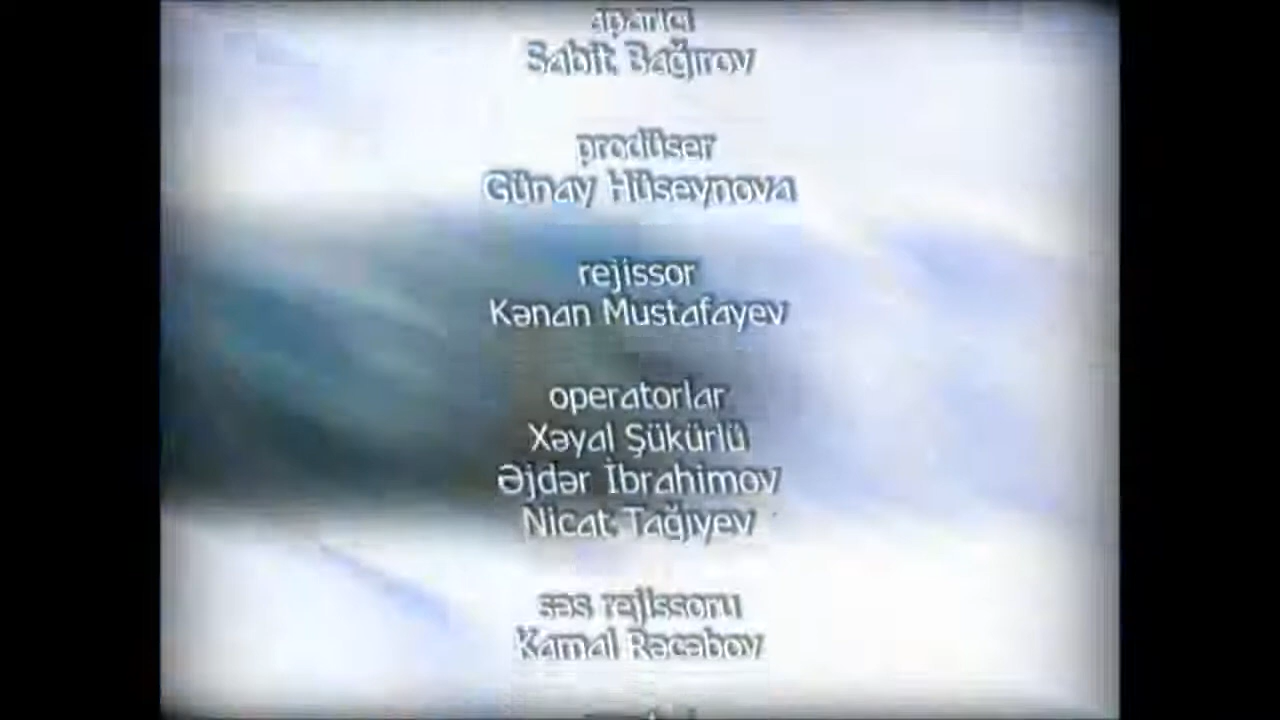 aparıcı
Sabit Bağırov
prodüser
Günay Hüseynova
rejissor
Kənan Mustafayev
operatorlar
Xəyal Şükürlü
Əjdər İbrahimov
Nicat Tağıyev
səs rejissoru
Kamal Rəcəbov